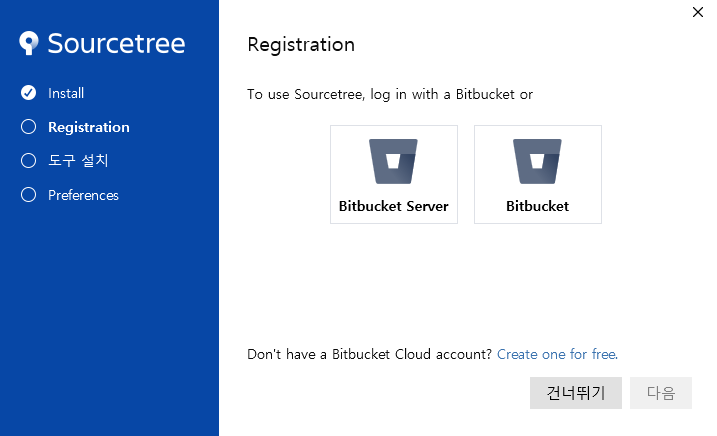 Sourcetree
Install
Registration
도구 설치
Preferences
Registration
To use Sourcetree, log in with a Bitbucket or
Bitbucket Server
Bitbucket
Don't have a Bitbucket Cloud account? Create one for free.
건너뛰기
다음